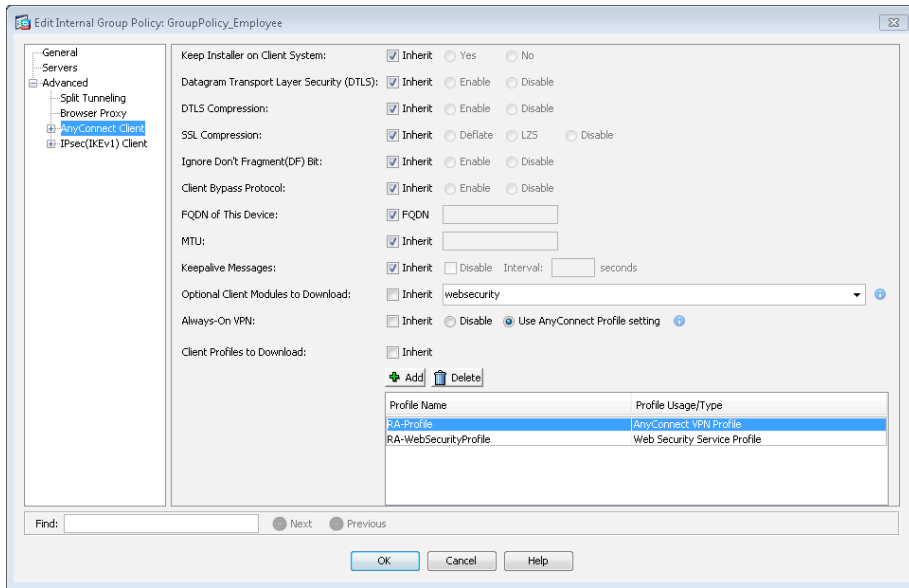 Edit Internal Group Policy: GroupPolicy_Employee
General
Servers
Advanced
Split Tunneling
Browser Proxy
AnyConnect Client
IPsec(IKEv1) Client
Keep Installer on Client System: Inherit Yes No
Datagram Transport Layer Security (DTLS): Inherit Enable Disable
DTLS Compression: Inherit Enable Disable
SSL Compression: Inherit Deflate LZS Disable
Ignore Don't Fragment(DF) Bit: Inherit Enable Disable
Client Bypass Protocol: Inherit Enable Disable
FQDN of This Device: FQDN
MTU: Inherit
Keepalive Messages: Inherit Disable Interval: seconds
Optional Client Modules to Download: Inherit websecurity
Always-On VPN: Inherit Disable Use AnyConnect Profile setting
Client Profiles to Download: Inherit
Add Delete
Profile Name Profile Usage/Type
RA-Profile AnyConnect VPN Profile
RA-WebSecurityProfile Web Security Service Profile
Find: Next Previous
OK Cancel Help